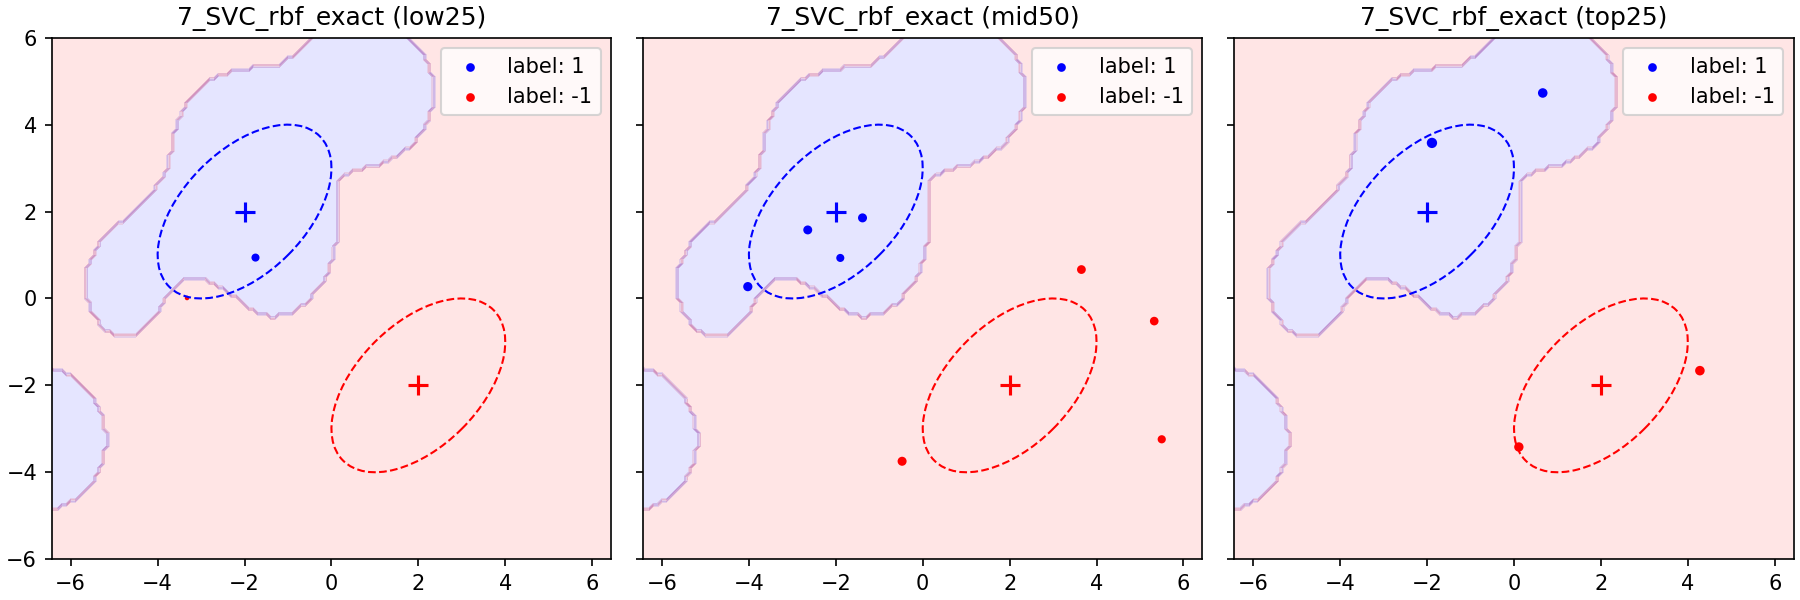 7_SVC_rbf_exact (low25)
7_SVC_rbf_exact (mid50)
7_SVC_rbf_exact (top25)
label: 1
label: -1
label: 1
label: -1
label: 1
label: -1
6
4
2
0
−2
−4
−6
−6 −4 −2 0 2 4 6
−6 −4 −2 0 2 4 6
−6 −4 −2 0 2 4 6